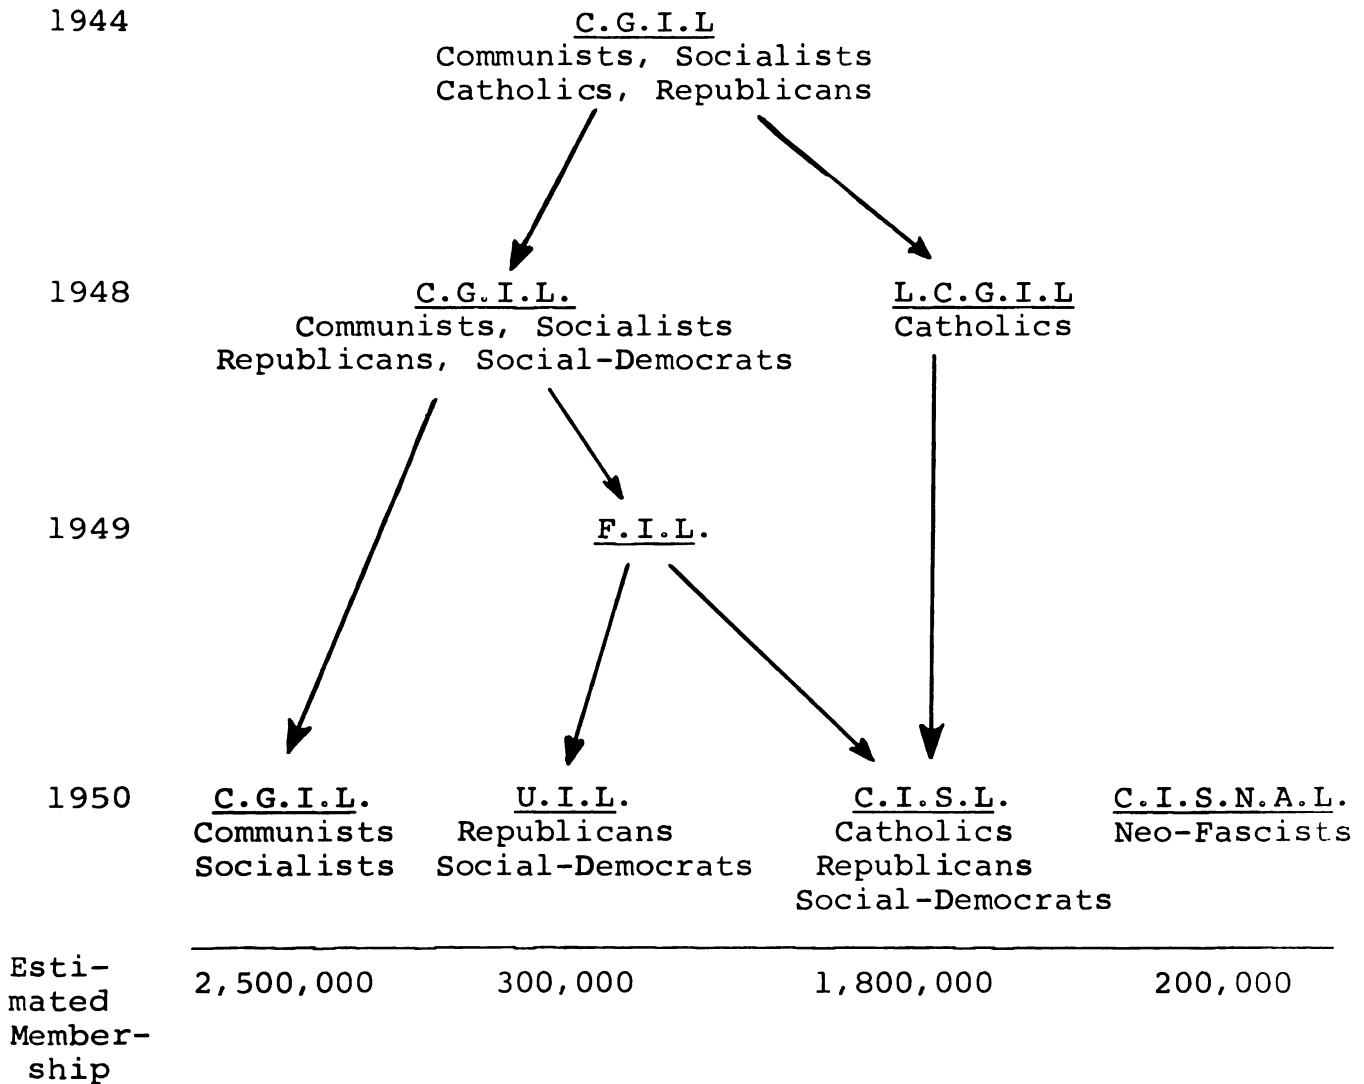 1944 C.G.I.L
Communists, Socialists
Catholics, Republicans
1948 C.G.I.L. L.C.G.I.L
Communists, Socialists Catholics
Republicans, Social-Democrats
1949 F.I.L.
1950 C.G.I.L. U.I.L. C.I.S.L. C.I.S.N.A.L.
Communists Republicans Catholics Neo-Fascists
Socialists Social-Democrats Republicans
Social-Democrats
Esti-
mated 2,500,000 300,000 1,800,000 200,000
Member-
ship